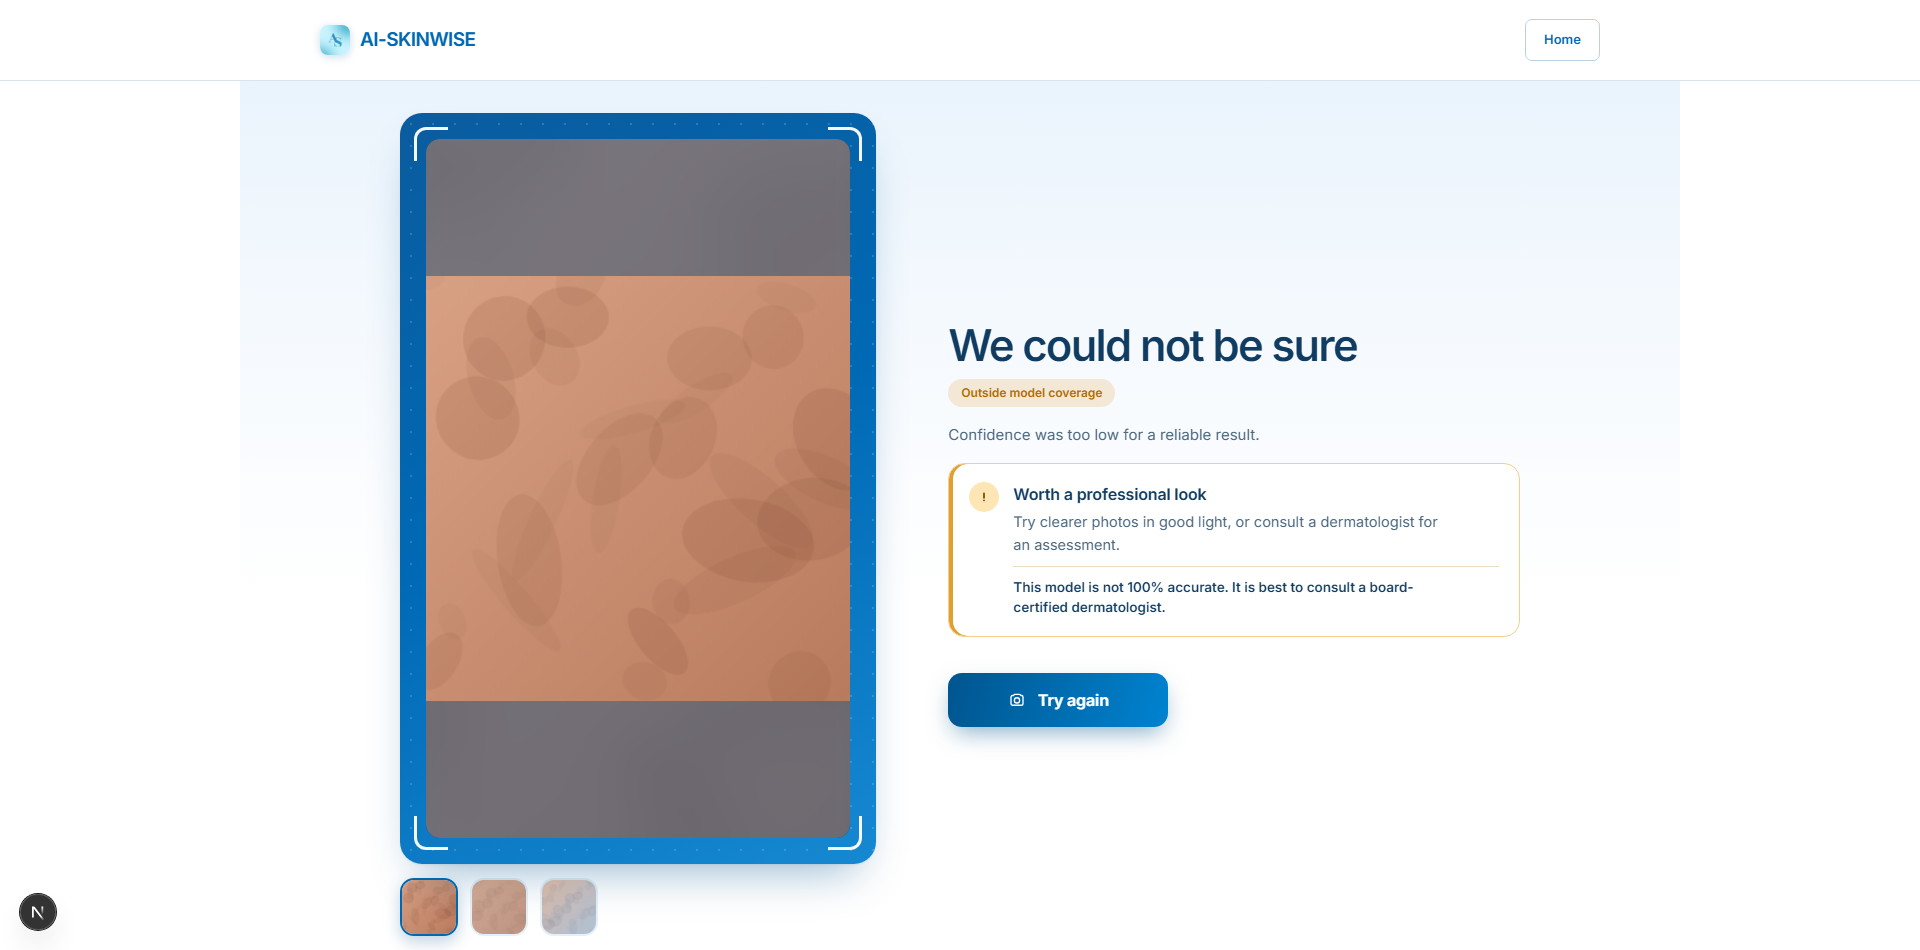 AI-SKINWISE
Home
We could not be sure
Outside model coverage
Confidence was too low for a reliable result.
!
Worth a professional look
Try clearer photos in good light, or consult a dermatologist for
an assessment.
This model is not 100% accurate. It is best to consult a board-
certified dermatologist.
Try again
N